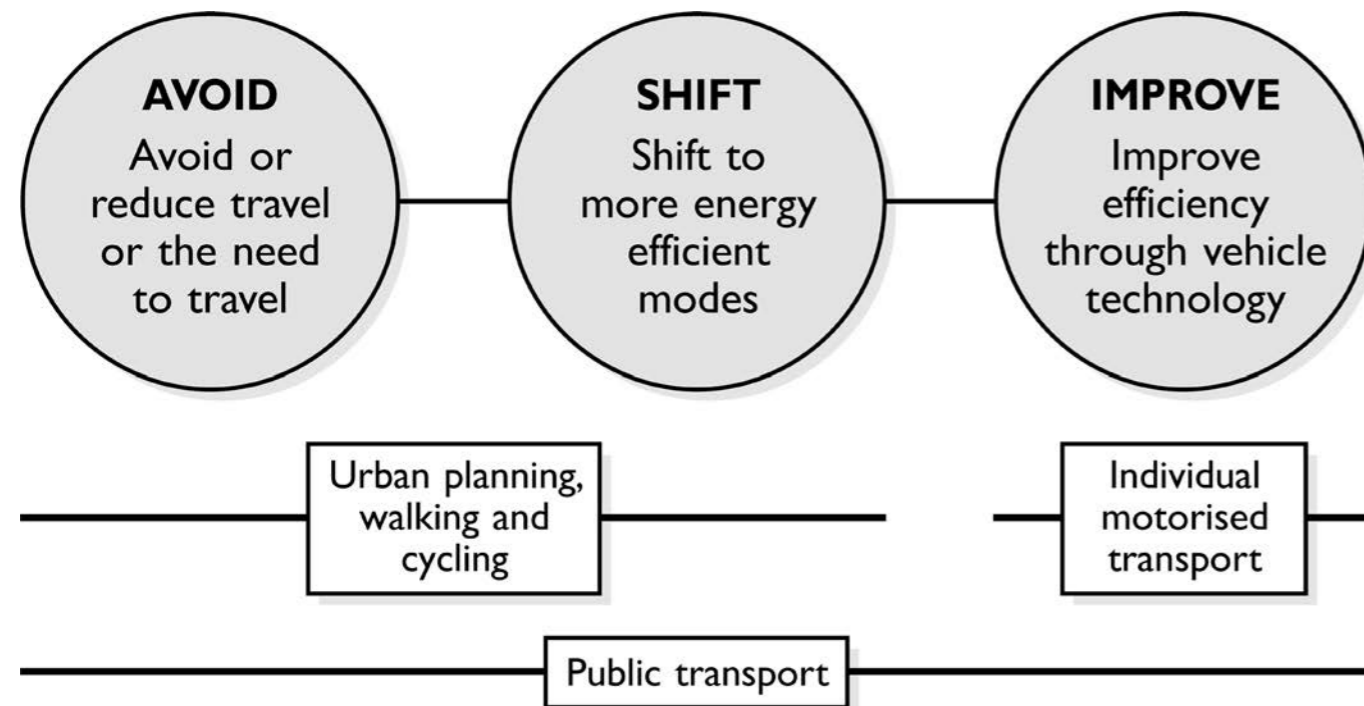 AVOID
Avoid or
reduce travel
or the need
to travel
SHIFT
Shift to
more energy
efficient
modes
IMPROVE
Improve
efficiency
through vehicle
technology
Urban planning,
walking and
cycling
Individual
motorised
transport
Public transport